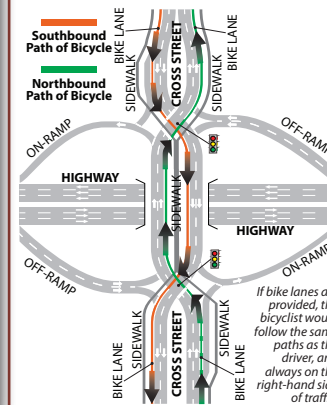 Southbound
Path of Bicycle
Northbound
Path of Bicycle
BIKE LANE
SIDEWALK
CROSS STREET
SIDEWALK
BIKE LANE
ON-RAMP
OFF-RAMP
HIGHWAY
SIDEWALK
HIGHWAY
OFF-RAMP
ON-RAMP
BIKE LANE
SIDEWALK
CROSS STREET
SIDEWALK
BIKE LANE
If bike lanes a
provided, th
bicyclist wou
follow the sam
paths as th
driver, an
always on th
right-hand sid
of traff